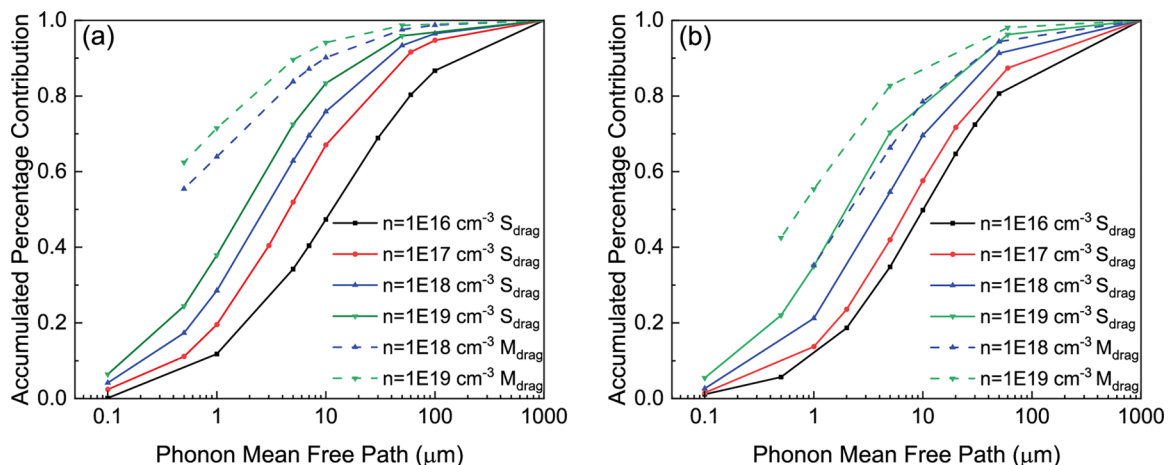 (a)
Accumulated Percentage Contribution
1.0
0.8
0.6
0.4
0.2
0.0
n=1E16 cm⁻³ S_drag
n=1E17 cm⁻³ S_drag
n=1E18 cm⁻³ S_drag
n=1E19 cm⁻³ S_drag
n=1E18 cm⁻³ M_drag
n=1E19 cm⁻³ M_drag
0.1 1 10 100 1000
Phonon Mean Free Path (μm)
(b)
Accumulated Percentage Contribution
1.0
0.8
0.6
0.4
0.2
0.0
n=1E16 cm⁻³ S_drag
n=1E17 cm⁻³ S_drag
n=1E18 cm⁻³ S_drag
n=1E19 cm⁻³ S_drag
n=1E18 cm⁻³ M_drag
n=1E19 cm⁻³ M_drag
0.1 1 10 100 1000
Phonon Mean Free Path (μm)